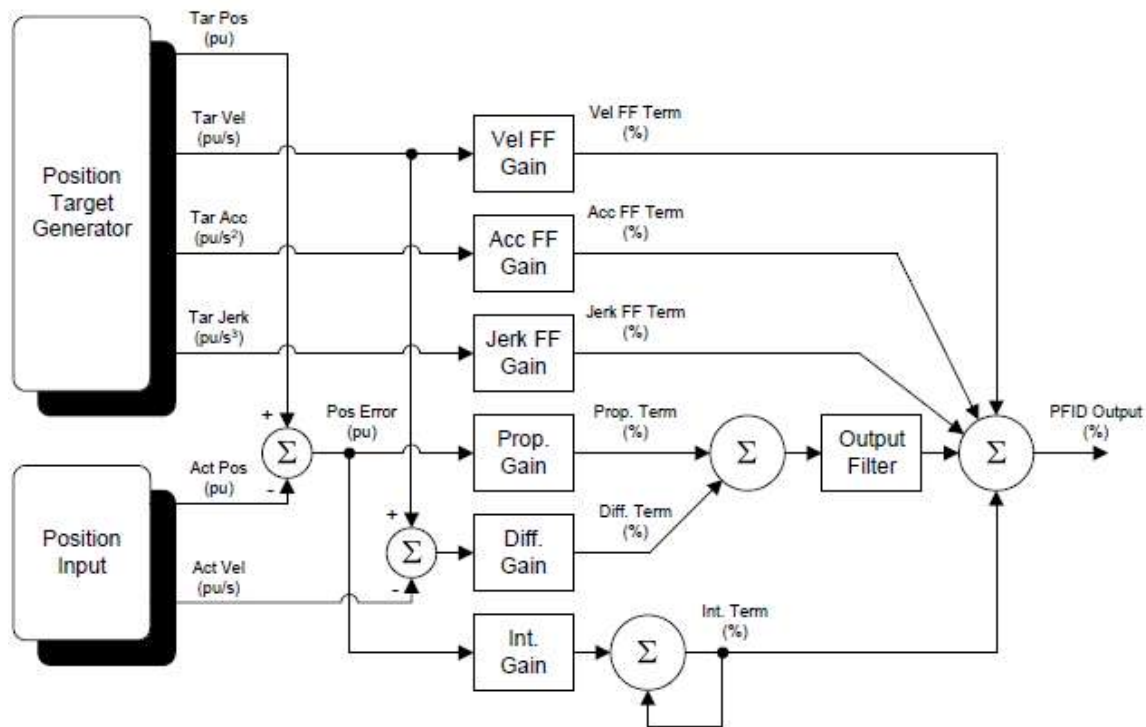 Tar Pos
(pu)
Tar Vel
(pu/s)
Vel FF Term
(%)
Vel FF
Gain
Position
Target
Generator
Tar Acc
(pu/s²)
Acc FF Term
(%)
Acc FF
Gain
Tar Jerk
(pu/s³)
Jerk FF Term
(%)
Jerk FF
Gain
+
Pos Error
(pu)
Prop. Term
(%)
PFID Output
(%)
Σ
Prop.
Gain
Σ
Output
Filter
Σ
Act Pos
(pu)
-
Position
Input
+
Diff. Term
(%)
Σ
Diff.
Gain
Act Vel
(pu/s)
-
Int. Term
(%)
Int.
Gain
Σ